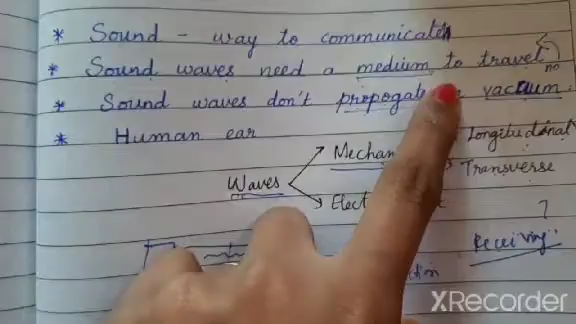 * Sound - way to communicate
* Sound waves need a medium to travel
no
* Sound waves don't propogate vacuum.
* Human ear
Longitudinal
Mechan
Transverse
Waves
Elect
Receiving
XRecorder